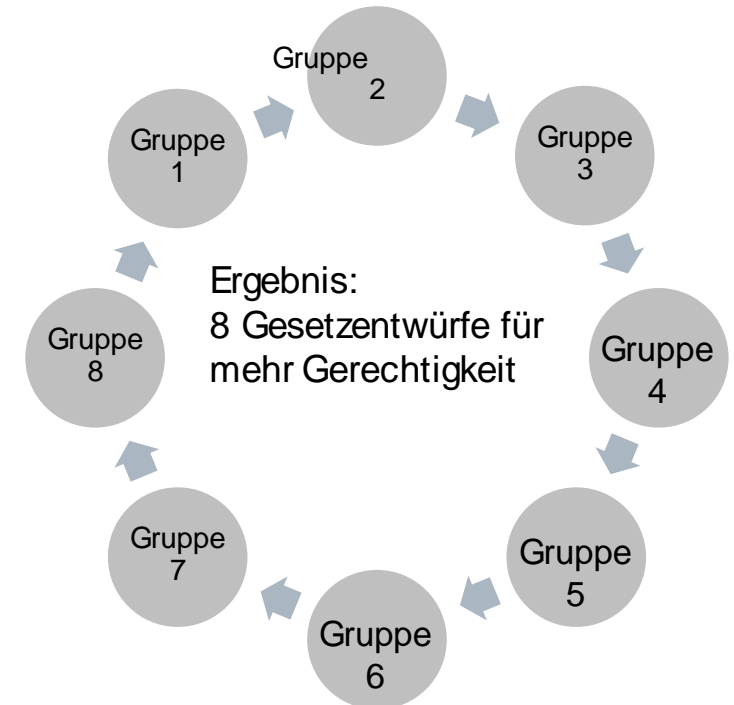 Gruppe
2
Gruppe
1
Gruppe
3
Ergebnis:
8 Gesetzentwürfe für
mehr Gerechtigkeit
Gruppe
8
Gruppe
4
Gruppe
7
Gruppe
5
Gruppe
6